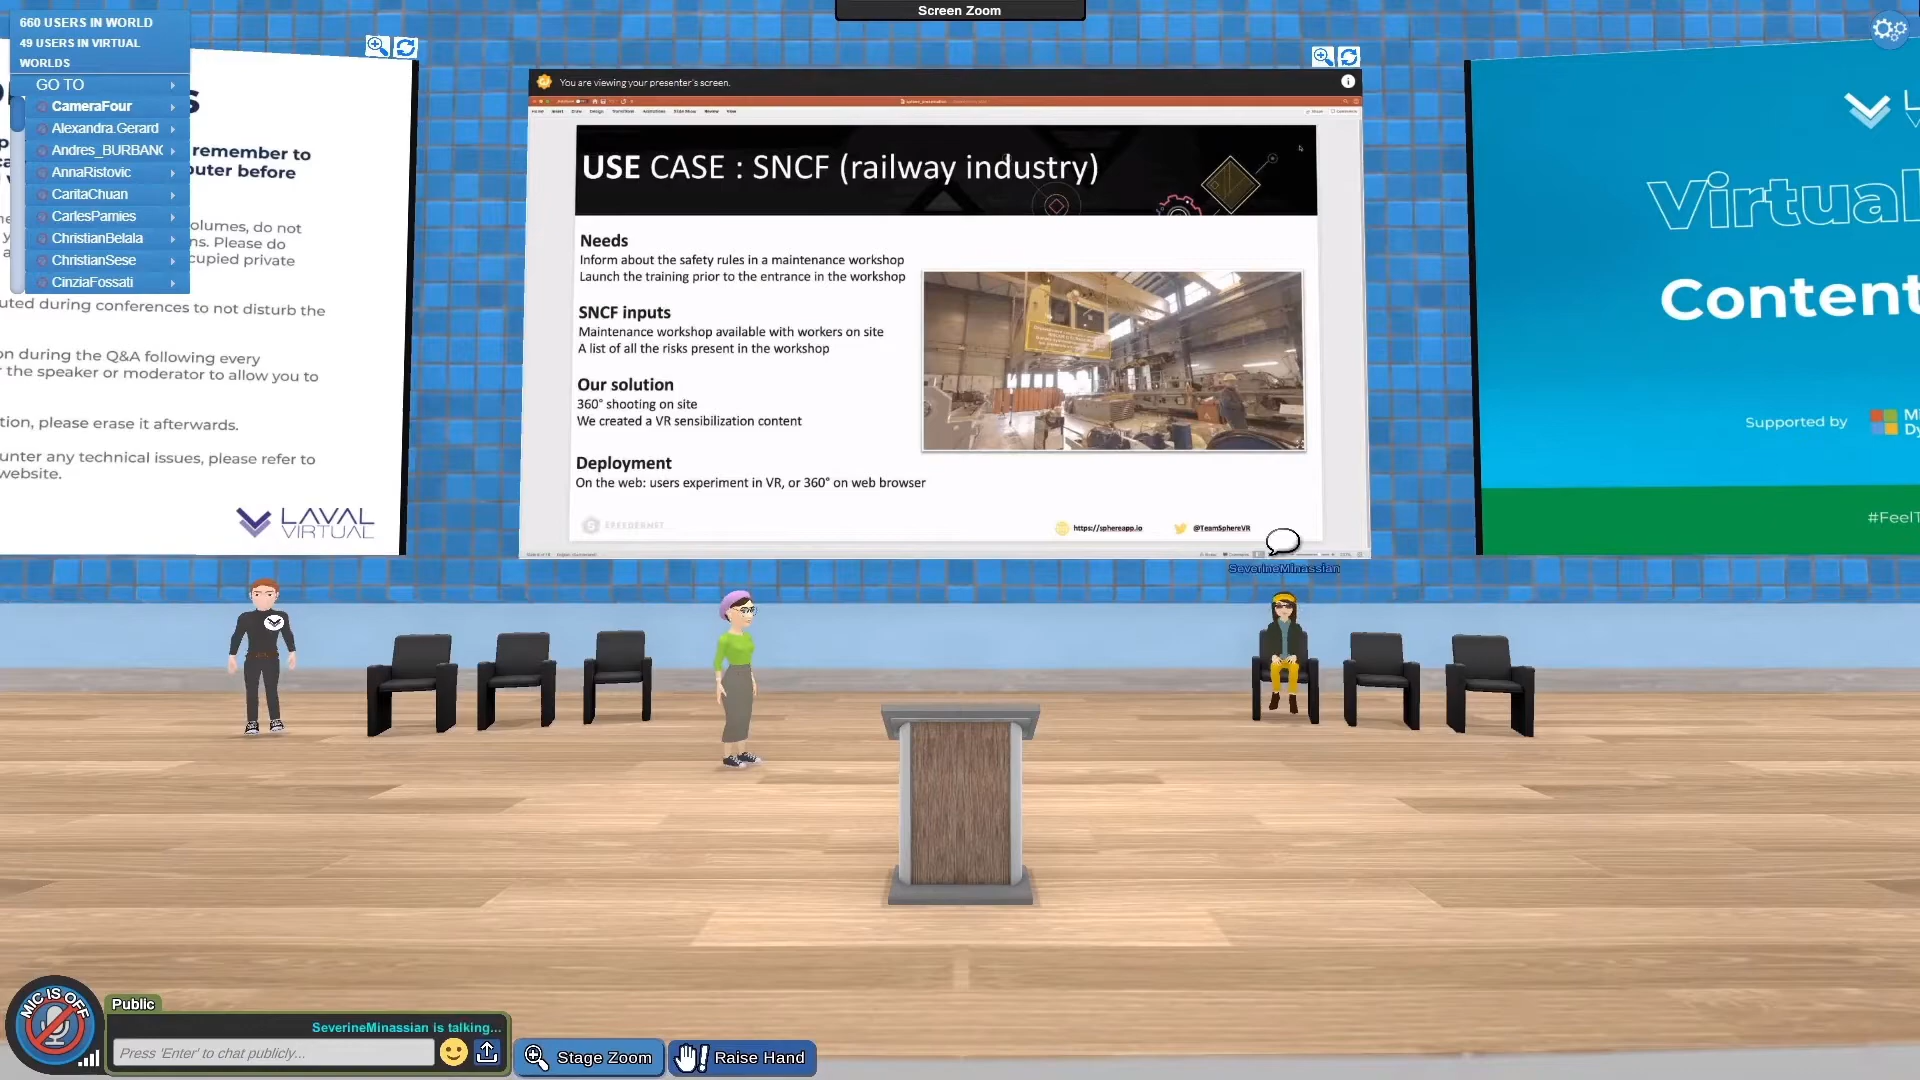 Screen Zoom
660 USERS IN WORLD
49 USERS IN VIRTUAL
WORLDS
GO TO
CameraFour
Alexandra.Gerard
Andres_BURBANC
AnnaRistovic
CaritaChuan
CarlesPamies
ChristianBelala
ChristianSese
CinziaFossati
remember to
outer before
olumes, do not
ns. Please do
cupied private
uted during conferences to not disturb the
on during the Q&A following every
r the speaker or moderator to allow you to
tion, please erase it afterwards.
unter any technical issues, please refer to
website.
LAVAL
VIRTUAL
You are viewing your presenter's screen.
USE CASE : SNCF (railway industry)
Needs
Inform about the safety rules in a maintenance workshop
Launch the training prior to the entrance in the workshop
SNCF inputs
Maintenance workshop available with workers on site
A list of all the risks present in the workshop
Our solution
360° shooting on site
We created a VR sensibilization content
Deployment
On the web: users experiment in VR, or 360° on web browser
SPEEDERNET
https://sphereapp.io
@TeamSphereVR
SeverineMinassian
Virtual
Content
Supported by
Mi
Dy
#FeelT
MIC IS OFF
Public
SeverineMinassian is talking...
Press 'Enter' to chat publicly...
Stage Zoom
Raise Hand